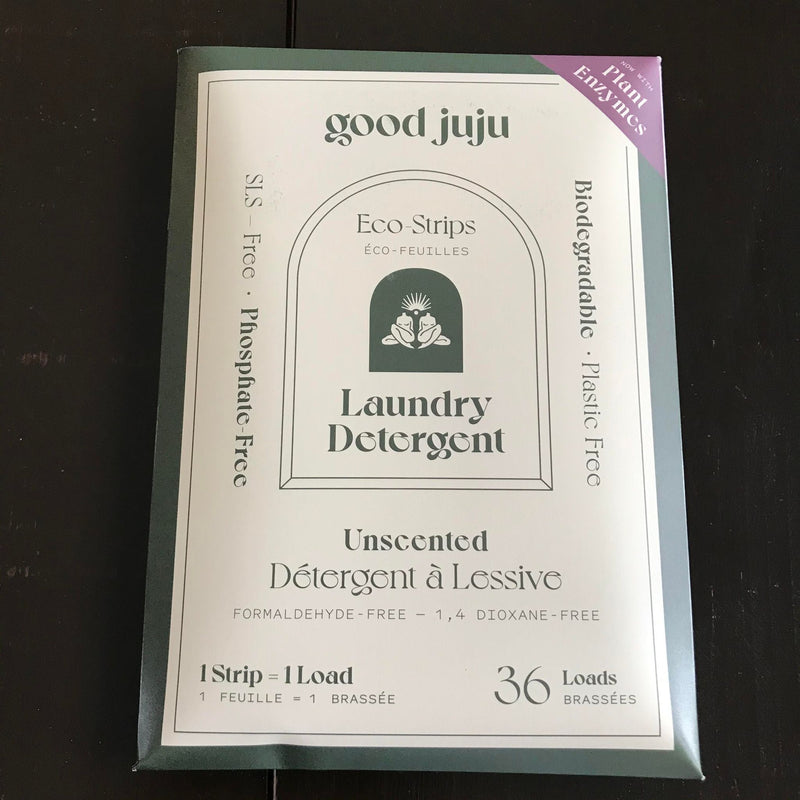 NOW WITH
Plant
Enzymes
good juju
Eco-Strips
ÉCO-FEUILLES
Laundry
Detergent
SLS – Free · Phosphate-Free
Biodegradable · Plastic Free
Unscented
Détergent à Lessive
FORMALDEHYDE-FREE – 1,4 DIOXANE-FREE
1 Strip = 1 Load
1 FEUILLE = 1 BRASSÉE
36 Loads
BRASSÉES